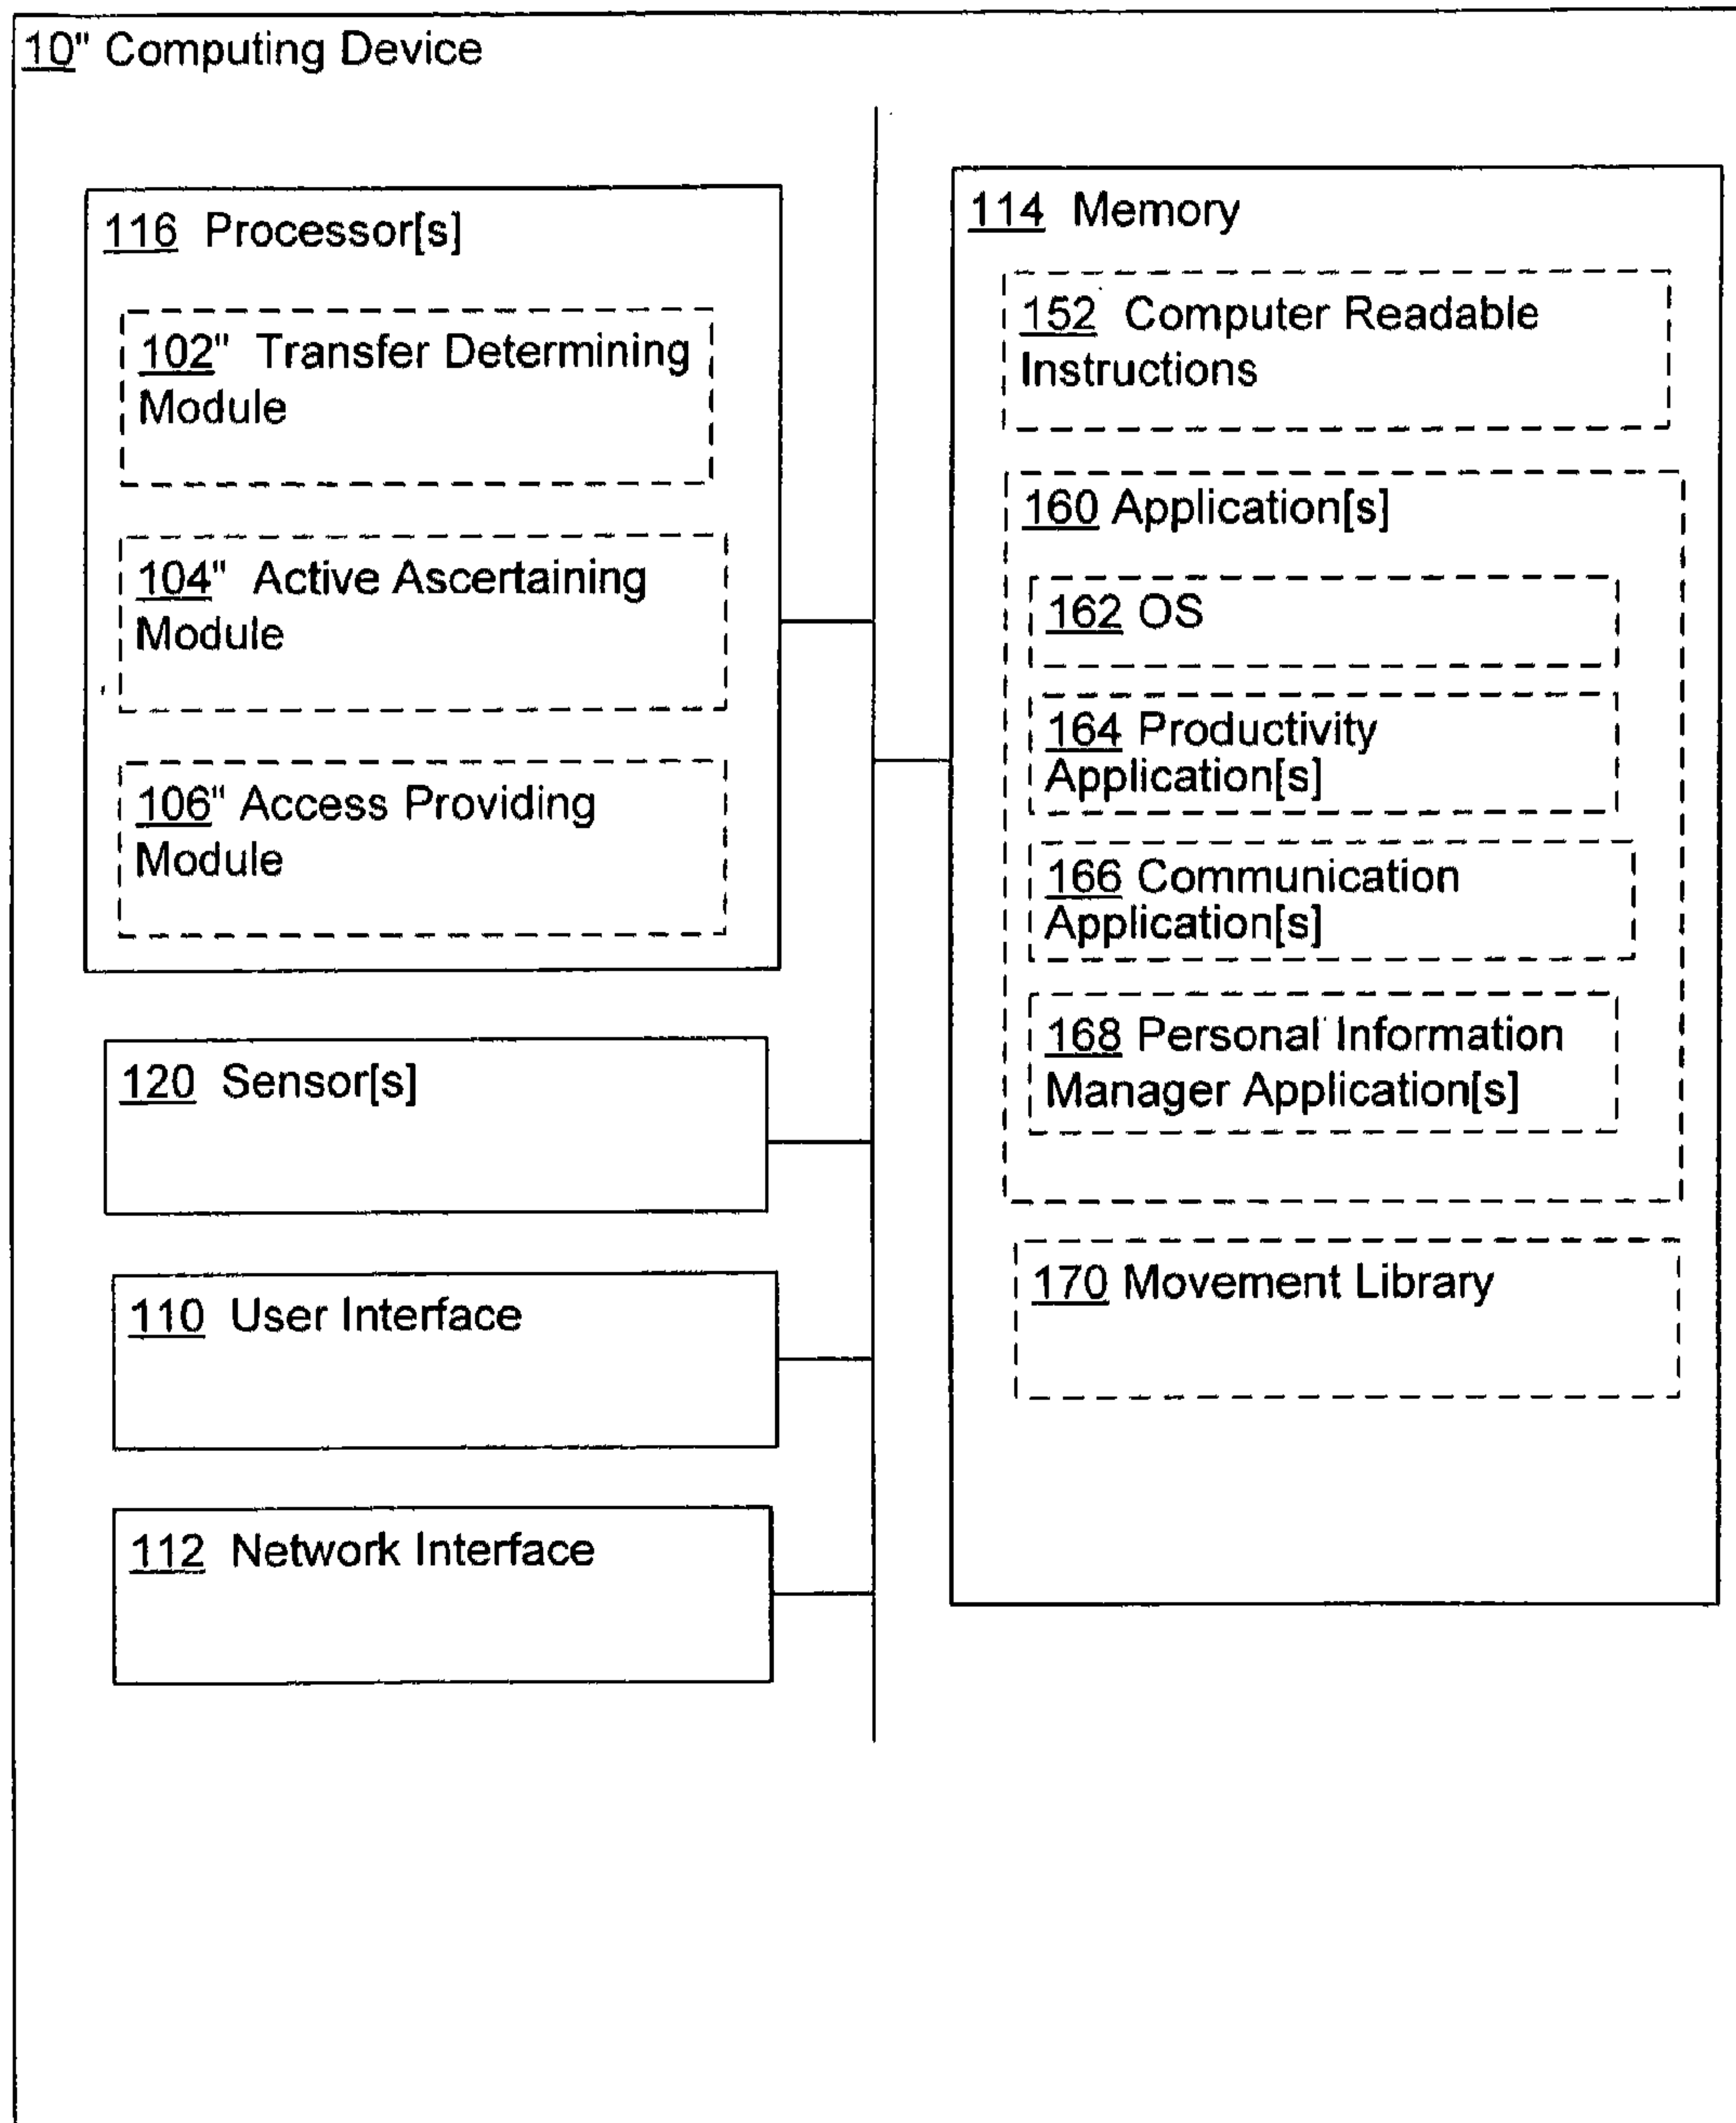 10" Computing Device
116 Processor[s]
102" Transfer Determining
Module
104" Active Ascertaining
Module
106" Access Providing
Module
120 Sensor[s]
110 User Interface
112 Network Interface
114 Memory
152 Computer Readable
Instructions
160 Application[s]
162 OS
164 Productivity
Application[s]
166 Communication
Application[s]
168 Personal Information
Manager Application[s]
170 Movement Library